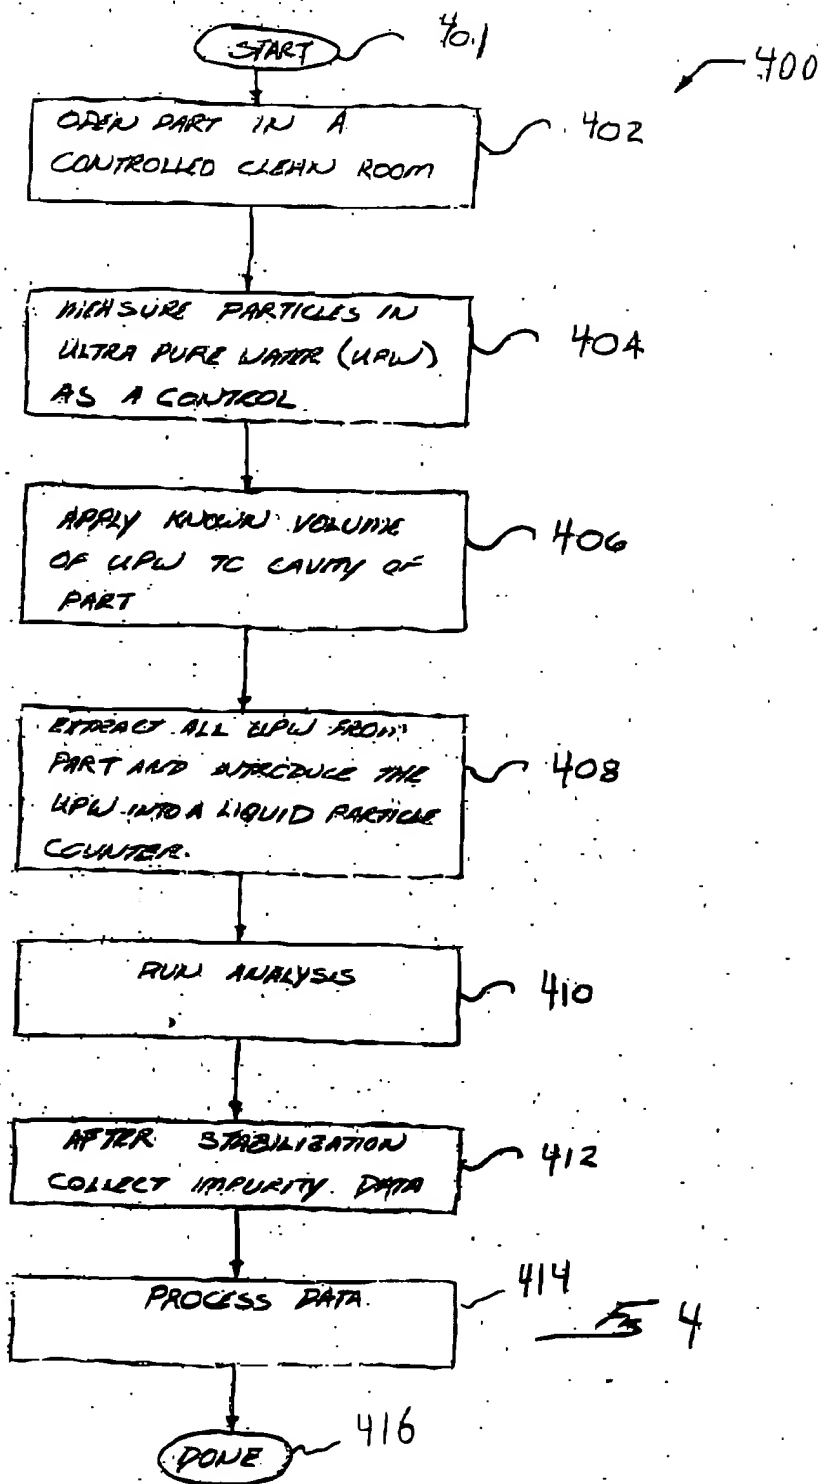 START
401
400
OPEN PART IN A
CONTROLLED CLEAN ROOM
402
MEASURE PARTICLES IN
ULTRA PURE WATER (UPW)
AS A CONTROL
404
APPLY KNOWN VOLUME
OF UPW TO CAVITY OF
PART
406
EXTRACT ALL UPW FROM
PART AND INTRODUCE THE
UPW INTO A LIQUID PARTICLE
COUNTER.
408
RUN ANALYSIS
410
AFTER STABILIZATION
COLLECT IMPURITY DATA
412
PROCESS DATA
414
Fig 4
DONE
416